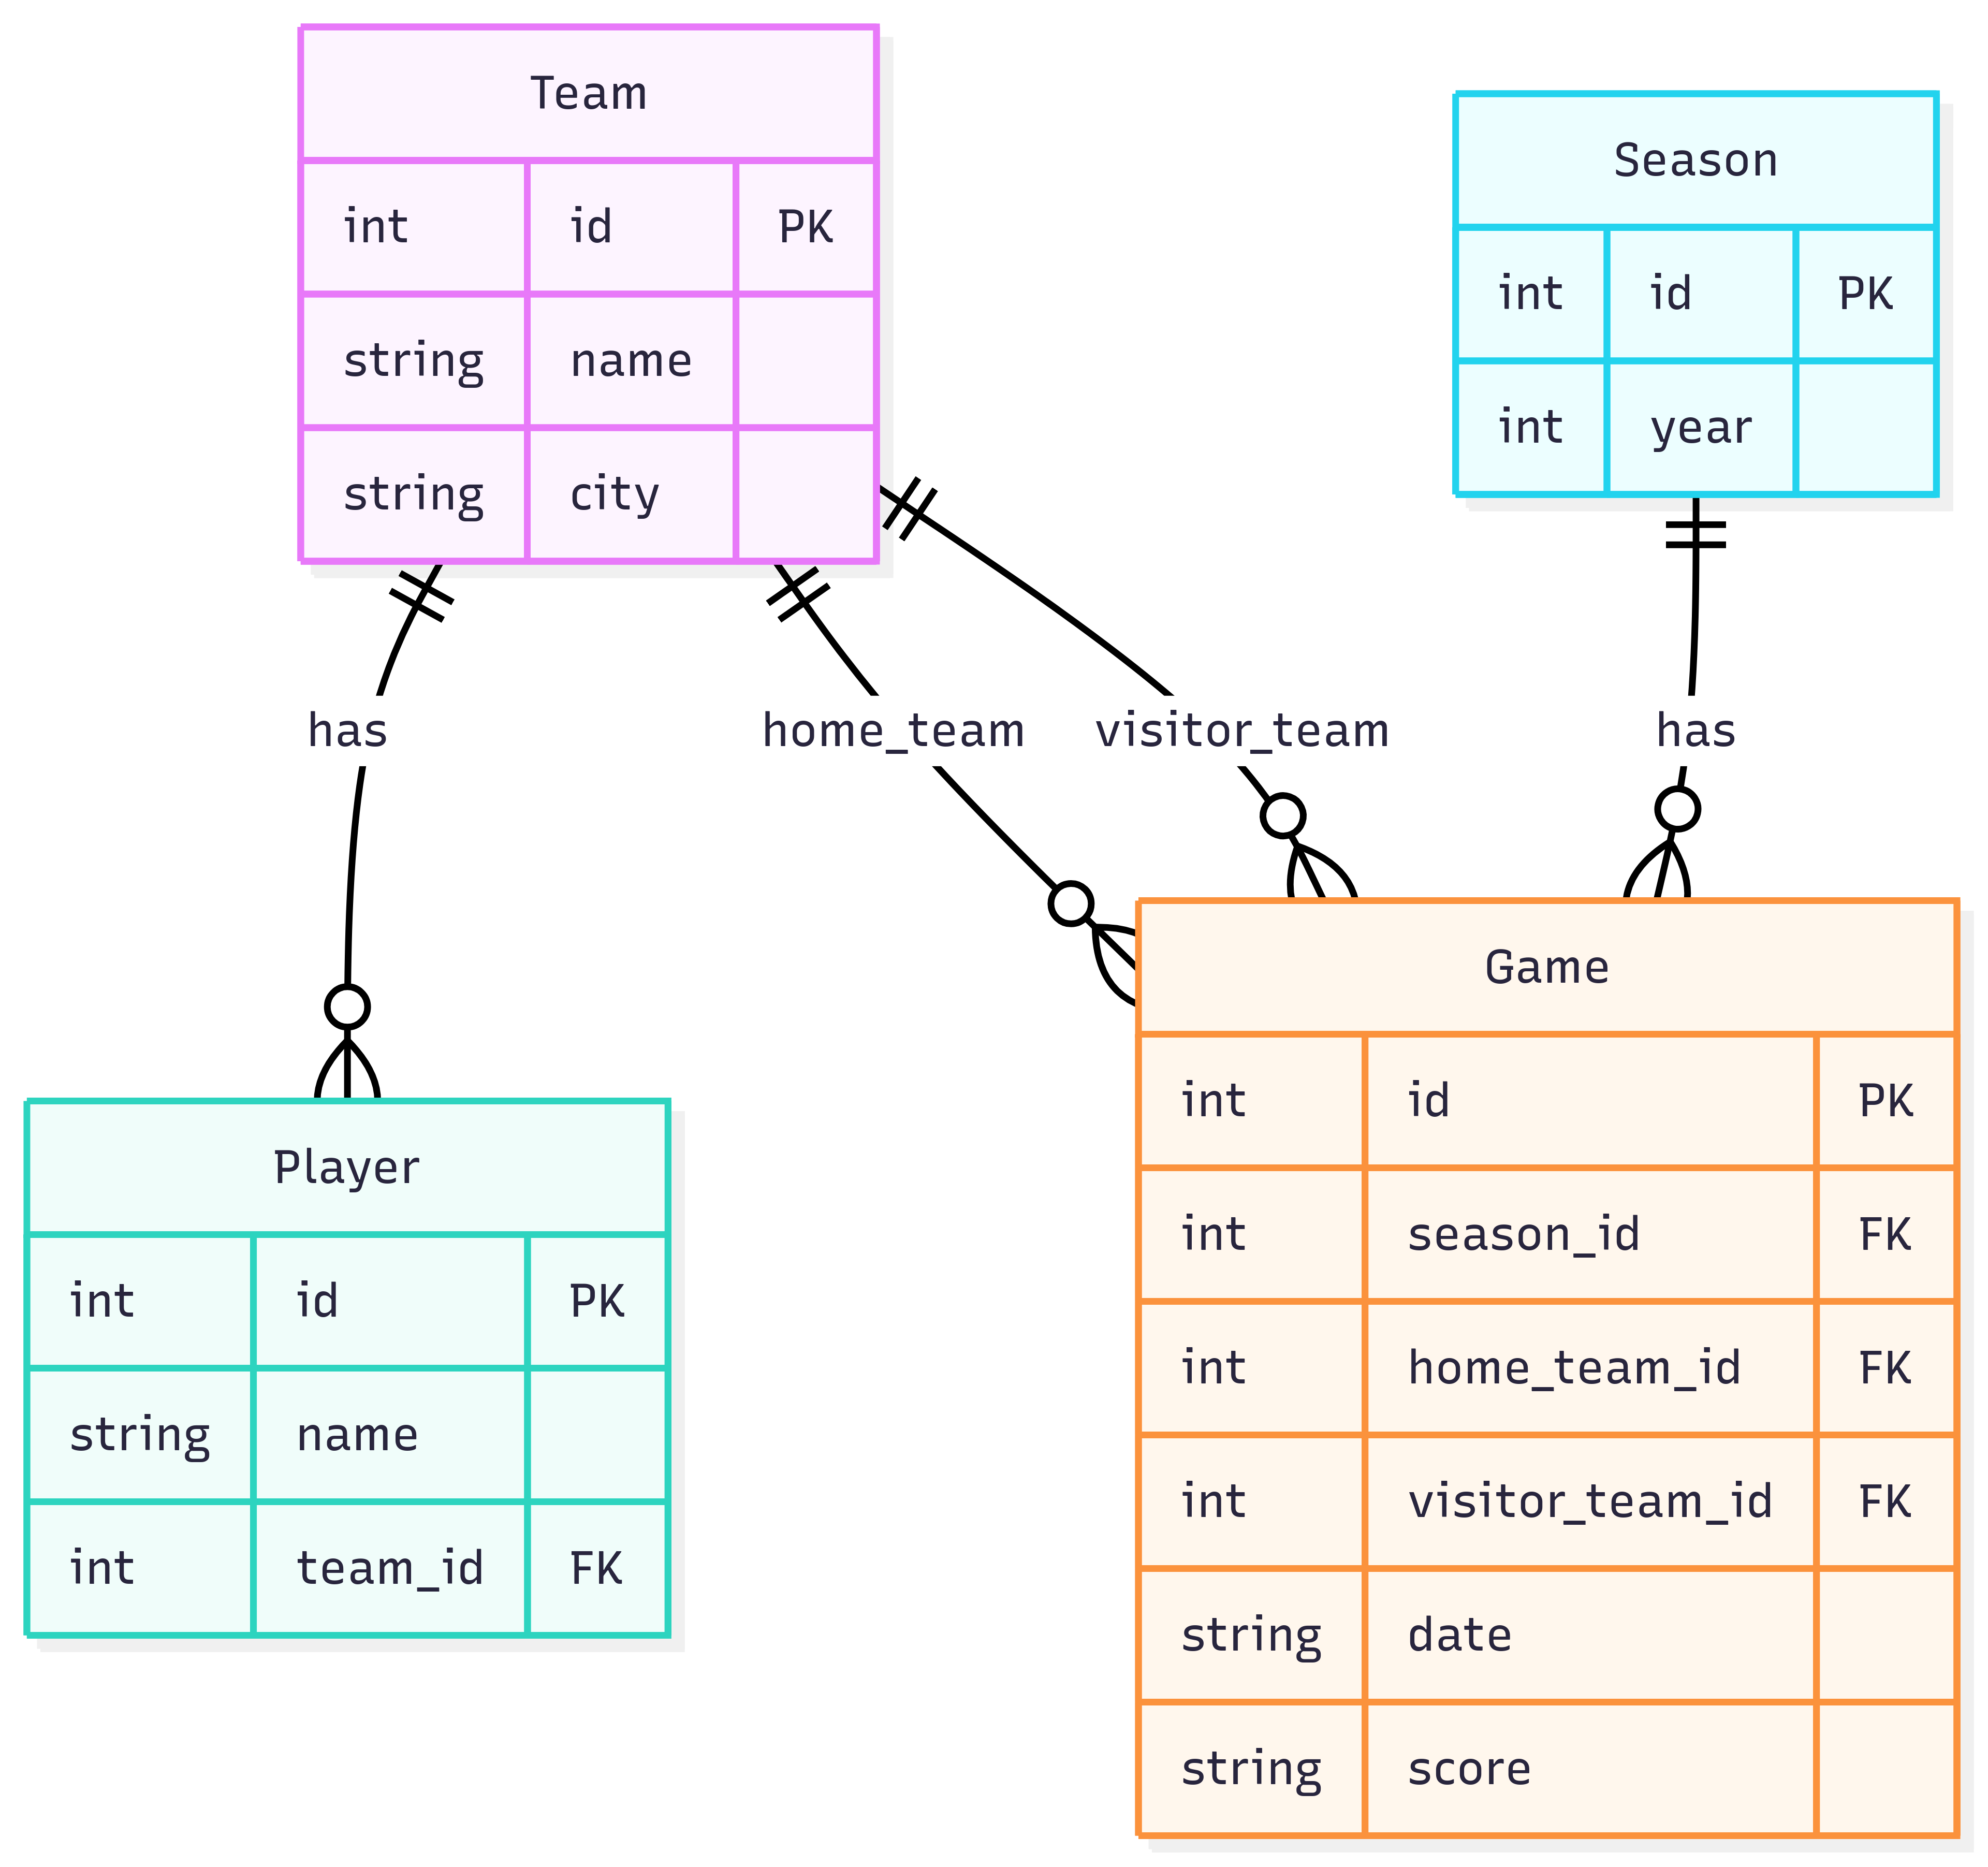 Team
int id PK
string name
string city
Season
int id PK
int year
has
home_team
visitor_team
has
Player
int id PK
string name
int team_id FK
Game
int id PK
int season_id FK
int home_team_id FK
int visitor_team_id FK
string date
string score